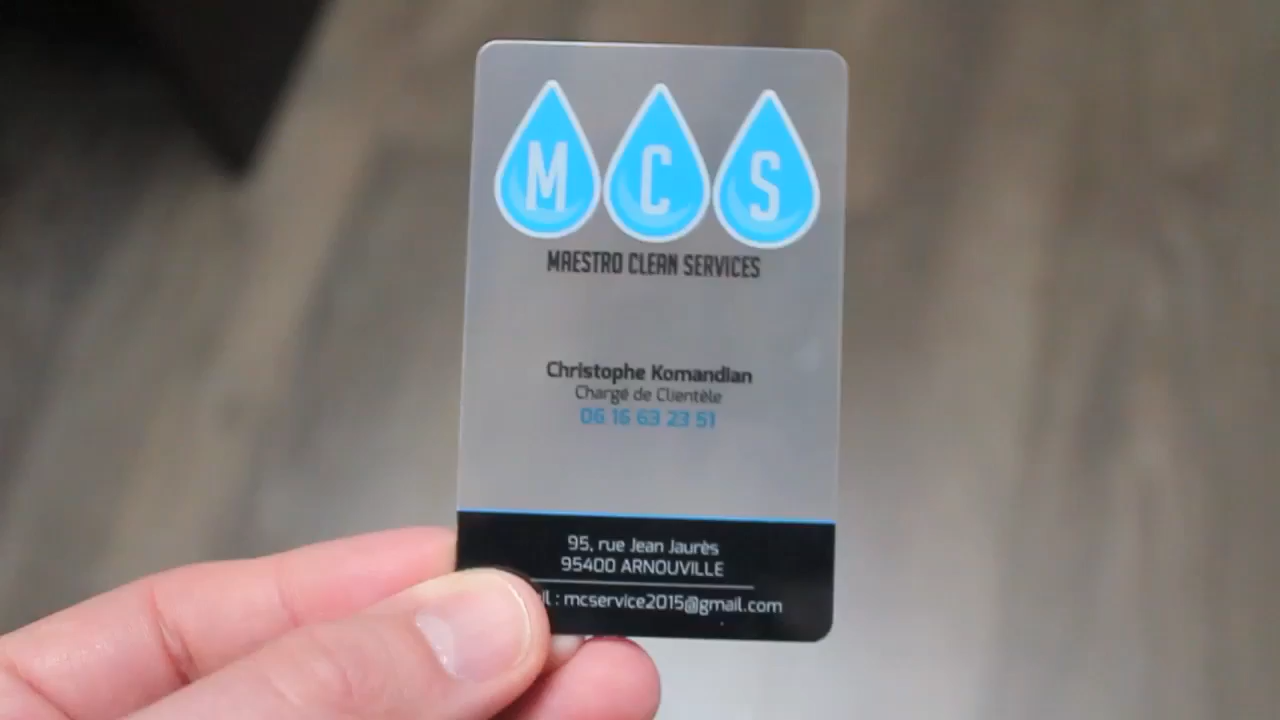 M C S
MAESTRO CLEAN SERVICES
Christophe Komandian
Chargé de Clientèle
06 16 63 23 51
95, rue Jean Jaurès
95400 ARNOUVILLE
: mcservice2015@gmail.com